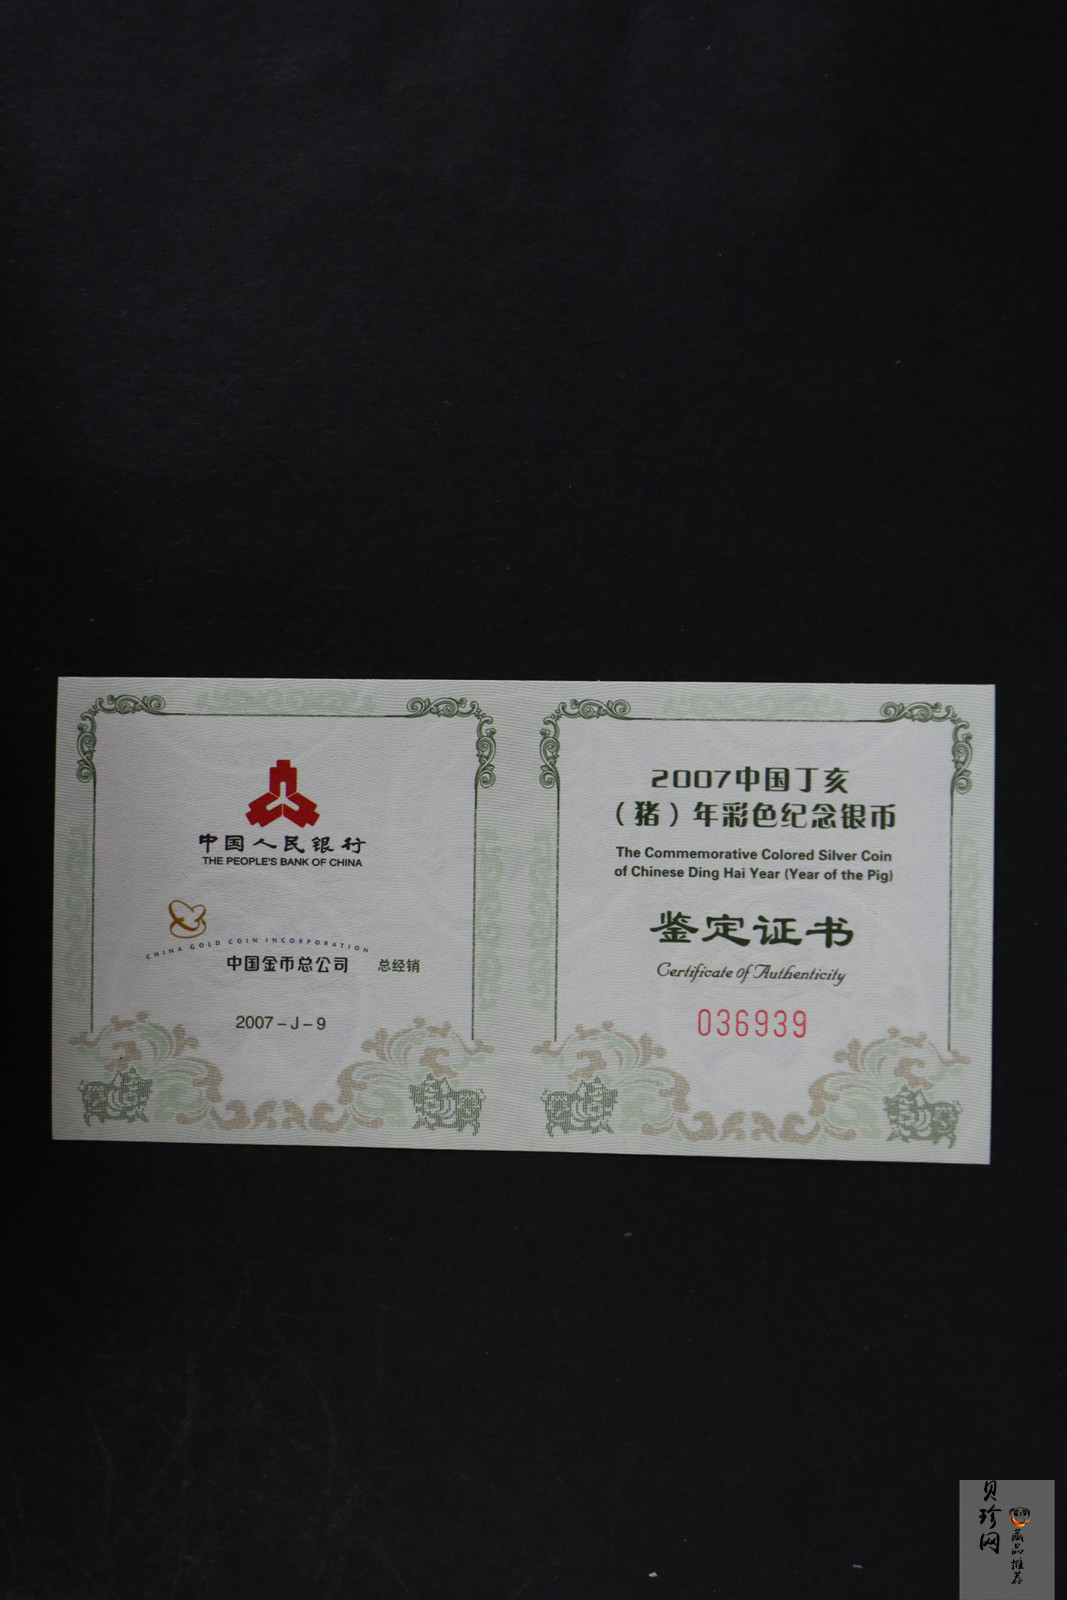 中国人民银行
THE PEOPLE'S BANK OF CHINA
CHINA GOLD COIN INCORPORATION
中国金币总公司 总经销
2007-J-9
2007中国丁亥
（猪）年彩色纪念银币
The Commemorative Colored Silver Coin
of Chinese Ding Hai Year (Year of the Pig)
鉴定证书
Certificate of Authenticity
036939
贝珍网
藏品推荐